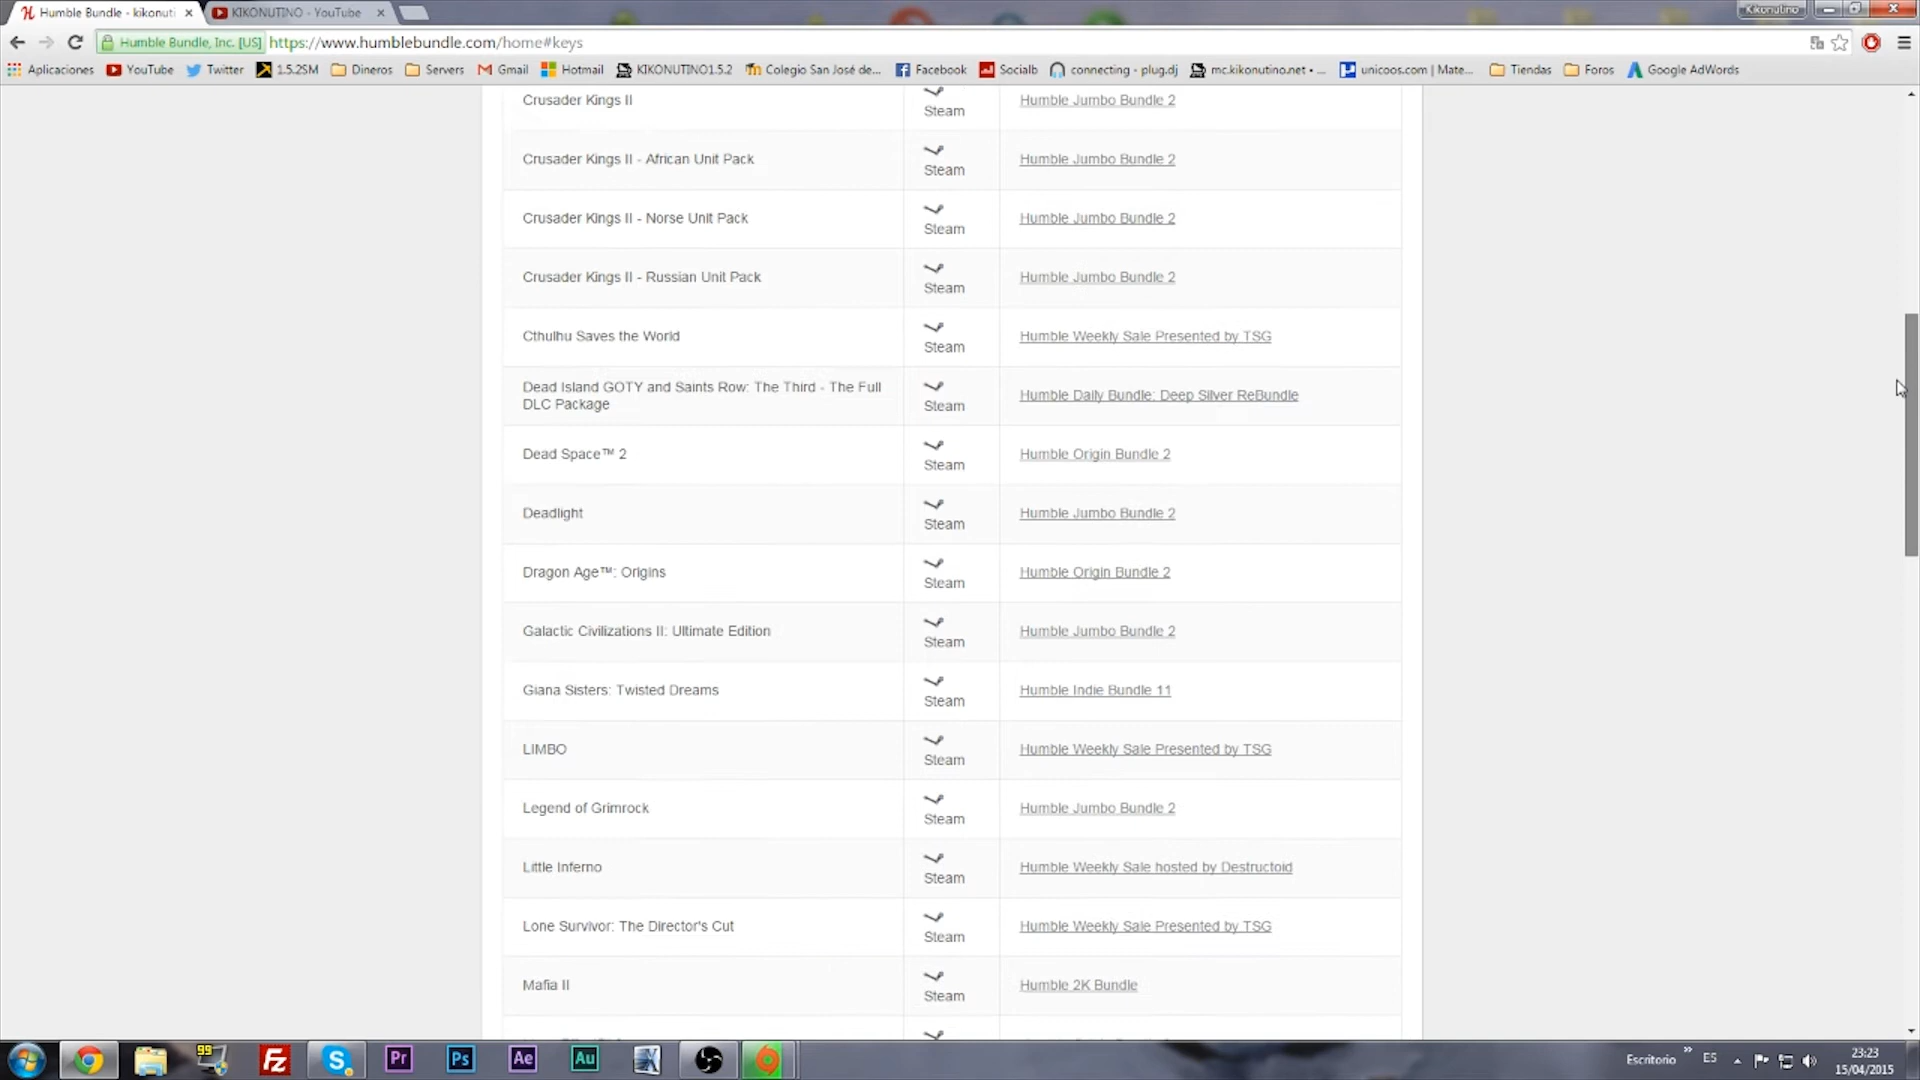 Humble Bundle - kikonuti
KIKONUTINO - YouTube
Kikonutino
Humble Bundle, Inc. [US]
https://www.humblebundle.com/home#keys
Aplicaciones
YouTube
Twitter
1.5.2SM
Dineros
Servers
Gmail
Hotmail
KIKONUTINO1.5.2
Colegio San José de...
Facebook
Socialb
connecting - plug.dj
mc.kikonutino.net • ...
unicoos.com | Mate...
Tiendas
Foros
Google AdWords
Crusader Kings II
Steam
Humble Jumbo Bundle 2
Crusader Kings II - African Unit Pack
Steam
Humble Jumbo Bundle 2
Crusader Kings II - Norse Unit Pack
Steam
Humble Jumbo Bundle 2
Crusader Kings II - Russian Unit Pack
Steam
Humble Jumbo Bundle 2
Cthulhu Saves the World
Steam
Humble Weekly Sale Presented by TSG
Dead Island GOTY and Saints Row: The Third - The Full
DLC Package
Steam
Humble Daily Bundle: Deep Silver ReBundle
Dead Space™ 2
Steam
Humble Origin Bundle 2
Deadlight
Steam
Humble Jumbo Bundle 2
Dragon Age™: Origins
Steam
Humble Origin Bundle 2
Galactic Civilizations II: Ultimate Edition
Steam
Humble Jumbo Bundle 2
Giana Sisters: Twisted Dreams
Steam
Humble Indie Bundle 11
LIMBO
Steam
Humble Weekly Sale Presented by TSG
Legend of Grimrock
Steam
Humble Jumbo Bundle 2
Little Inferno
Steam
Humble Weekly Sale hosted by Destructoid
Lone Survivor: The Director's Cut
Steam
Humble Weekly Sale Presented by TSG
Mafia II
Steam
Humble 2K Bundle
99
Fz
S
Pr
Ps
Ae
Au
Escritorio
ES
23:23
15/04/2015